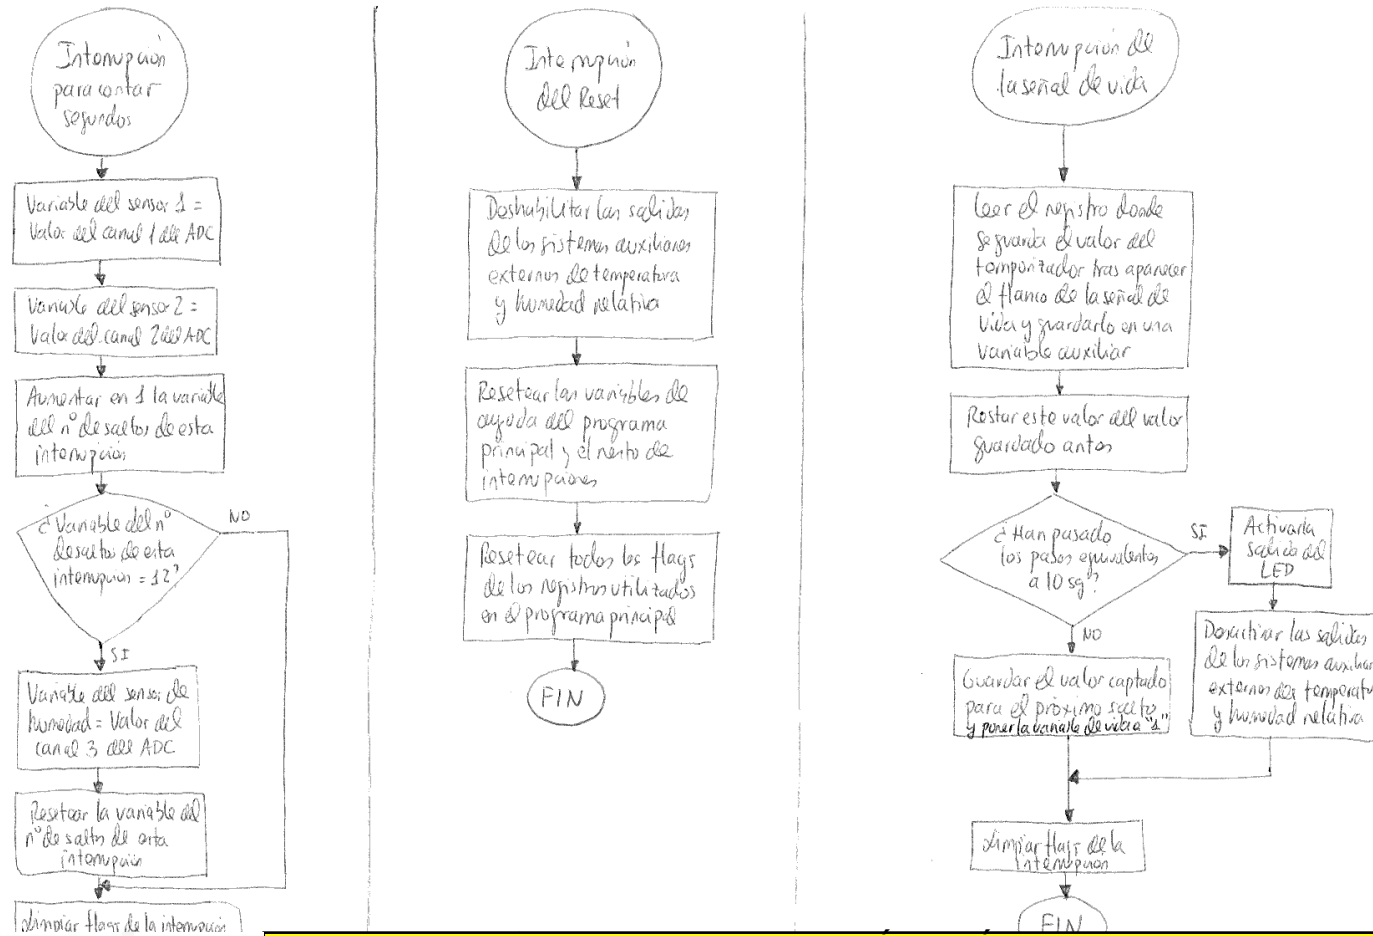 Interrupción
para contar
segundos
Variable del sensor 1 =
Valor del canal 1 del ADC
Variable del sensor 2 =
Valor del canal 2 del ADC
Aumentar en 1 la variable
del nº de saltos de esta
interrupción
¿Variable del nº
de saltos de esta
interrupción = 12?
NO
SI
Variable del sensor de
humedad = Valor del
canal 3 del ADC
Resetear la variable del
nº de saltos de esta
interrupción
Limpiar flags de la interrupción
Interrupción
del Reset
Deshabilitar las salidas
de los sistemas auxiliares
externos de temperatura
y humedad relativa
Resetear las variables de
ayuda del programa
principal y el resto de
interrupciones
Resetear todos los flags
de los registros utilizados
en el programa principal
FIN
Interrupción de
la señal de vida
Leer el registro donde
se guarda el valor del
temporizador tras aparecer
el flanco de la señal de
vida y guardarlo en una
variable auxiliar
Restar este valor del valor
guardado antes
¿Han pasado
los pasos equivalentes
a 10 sg?
SI
Activar la
salida del
LED
NO
Desactivar las salidas
de los sistemas auxiliar
externos de temperatu
y humedad relativa
Guardar el valor captado
para el próximo salto
y poner la variable de vida a "1"
Limpiar flags de la
interrupción
FIN